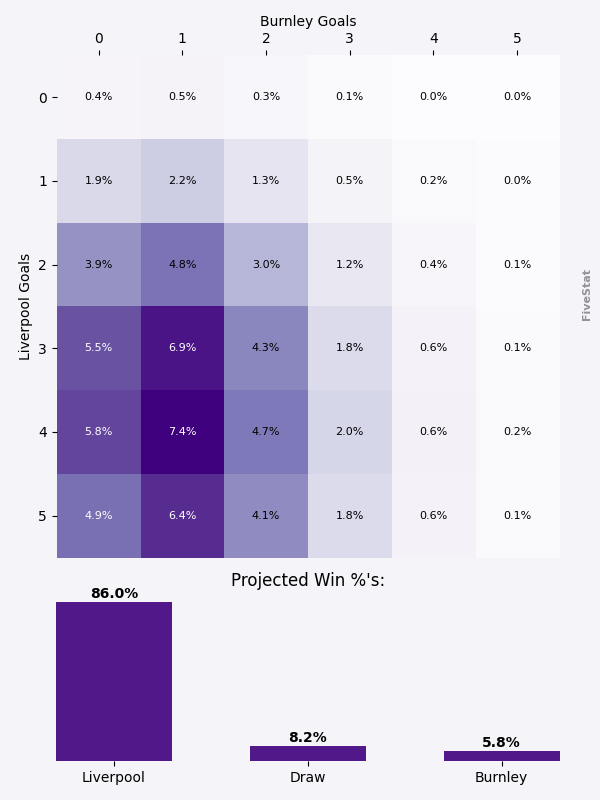 Burnley Goals
0 1 2 3 4 5
0 0.4% 0.5% 0.3% 0.1% 0.0% 0.0%
1 1.9% 2.2% 1.3% 0.5% 0.2% 0.0%
2 3.9% 4.8% 3.0% 1.2% 0.4% 0.1%
3 5.5% 6.9% 4.3% 1.8% 0.6% 0.1%
4 5.8% 7.4% 4.7% 2.0% 0.6% 0.2%
5 4.9% 6.4% 4.1% 1.8% 0.6% 0.1%
Liverpool Goals
FiveStat
Projected Win %'s:
86.0% 8.2% 5.8%
Liverpool Draw Burnley